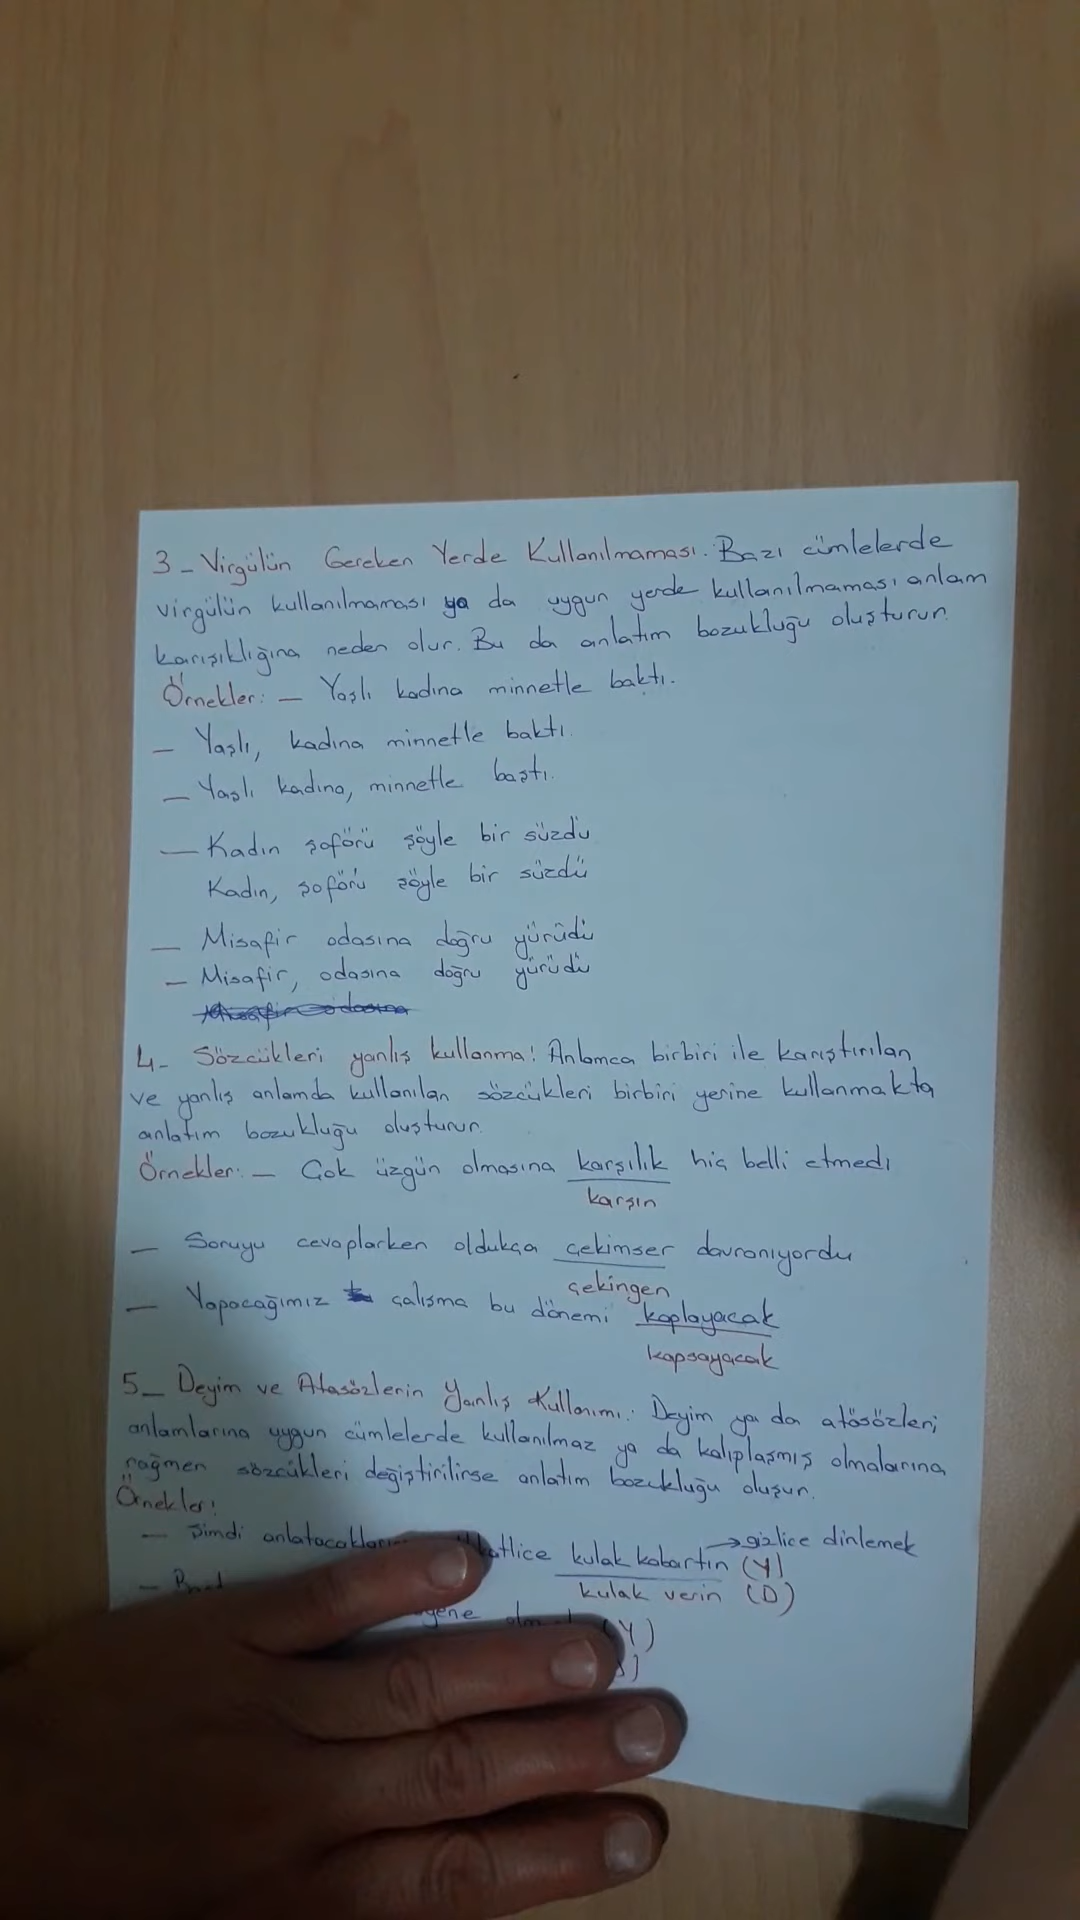 3 - Virgülün Gereken Yerde Kullanılmaması. Bazı cümlelerde
virgülün kullanılmaması ya da uygun yerde kullanılmaması anlam
karışıklığına neden olur. Bu da anlatım bozukluğu oluşturur.
Örnekler: - Yaşlı kadına minnetle baktı.
- Yaşlı, kadına minnetle baktı.
- Yaşlı kadına, minnetle baştı.
- Kadın şoförü şöyle bir süzdü
Kadın, şoförü şöyle bir süzdü
- Misafir odasına doğru yürüdü
- Misafir, odasına doğru yürüdü
4- Sözcükleri yanlış kullanma! Anlamca birbiri ile karıştırılan
ve yanlış anlamda kullanılan sözcükleri birbiri yerine kullanmakta
anlatım bozukluğu oluşturur.
Örnekler: - Çok üzgün olmasına karşılık hiç belli etmedi
karşın
- Soruyu cevaplarken oldukça çekimser davranıyordu
çekingen
- Yapacağımız çalışma bu dönemi kaplayacak
kapsayacak
5- Deyim ve Atasözlerin Yanlış Kullanımı: Deyim ya da atasözleri,
anlamlarına uygun cümlelerde kullanılmaz ya da kalıplaşmış olmalarına
rağmen sözcükleri değiştirilirse anlatım bozukluğu oluşur.
Örnekler!
- Şimdi kulak kabartın (Y) → gizlice dinlemek
kulak verin (D)
(Y)